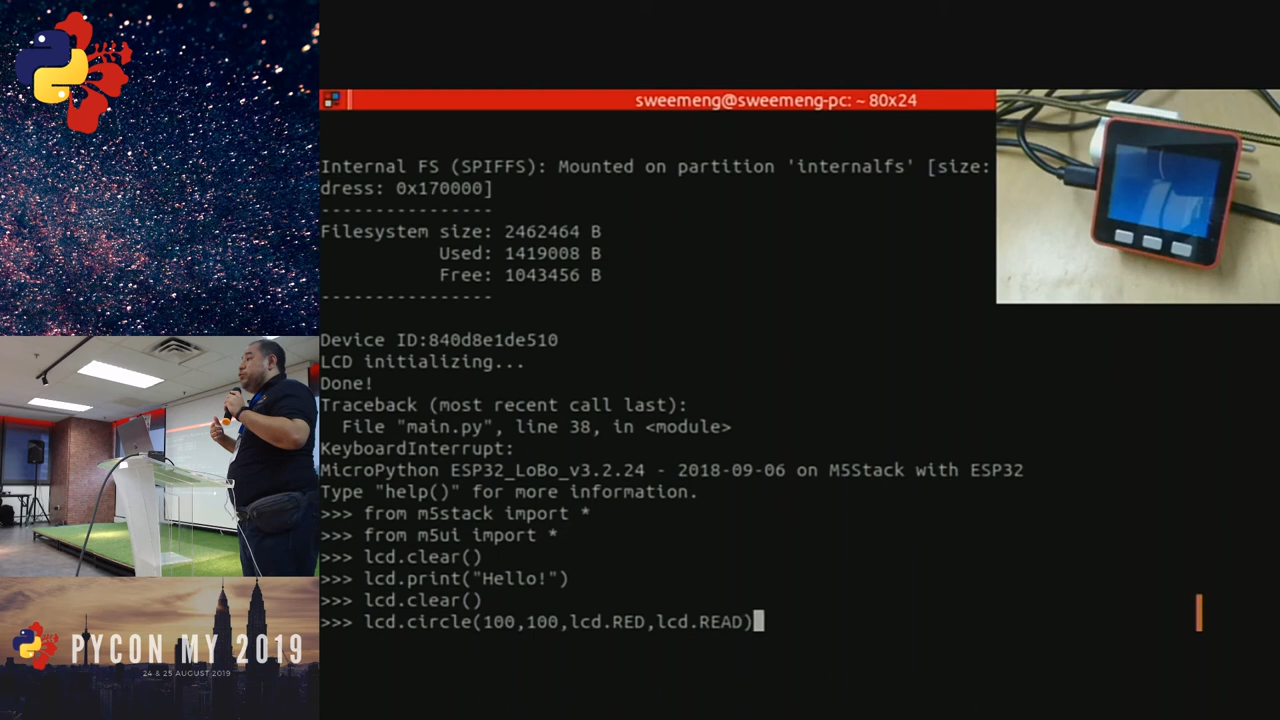 sweemeng@sweemeng-pc: ~ 80x24
Internal FS (SPIFFS): Mounted on partition 'internalfs' [size:
dress: 0x170000]
----------------
Filesystem size: 2462464 B
Used: 1419008 B
Free: 1043456 B
----------------
Device ID:840d8e1de510
LCD initializing...
Done!
Traceback (most recent call last):
File "main.py", line 38, in <module>
KeyboardInterrupt:
MicroPython ESP32_LoBo_v3.2.24 - 2018-09-06 on M5Stack with ESP32
Type "help()" for more information.
>>> from m5stack import *
>>> from m5ui import *
>>> lcd.clear()
>>> lcd.print("Hello!")
>>> lcd.clear()
>>> lcd.circle(100,100,lcd.RED,lcd.READ)
PYCON MY 2019
24 & 25 AUGUST 2019